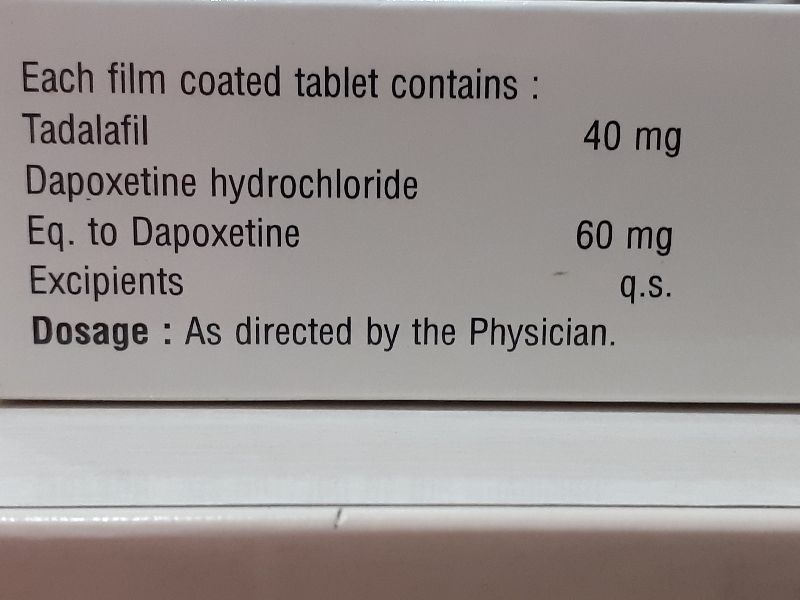 Each film coated tablet contains :
Tadalafil 40 mg
Dapoxetine hydrochloride
Eq. to Dapoxetine 60 mg
Excipients q.s.
Dosage : As directed by the Physician.